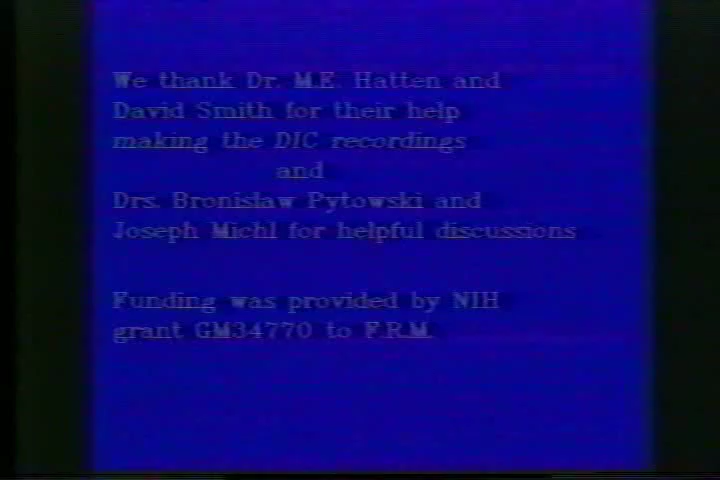 We thank Dr. M.E. Hatten and
David Smith for their help
making the DIC recordings
and
Drs. Bronislaw Pytowski and
Joseph Michl for helpful discussions
Funding was provided by NIH
grant GM34770 to F.R.M.